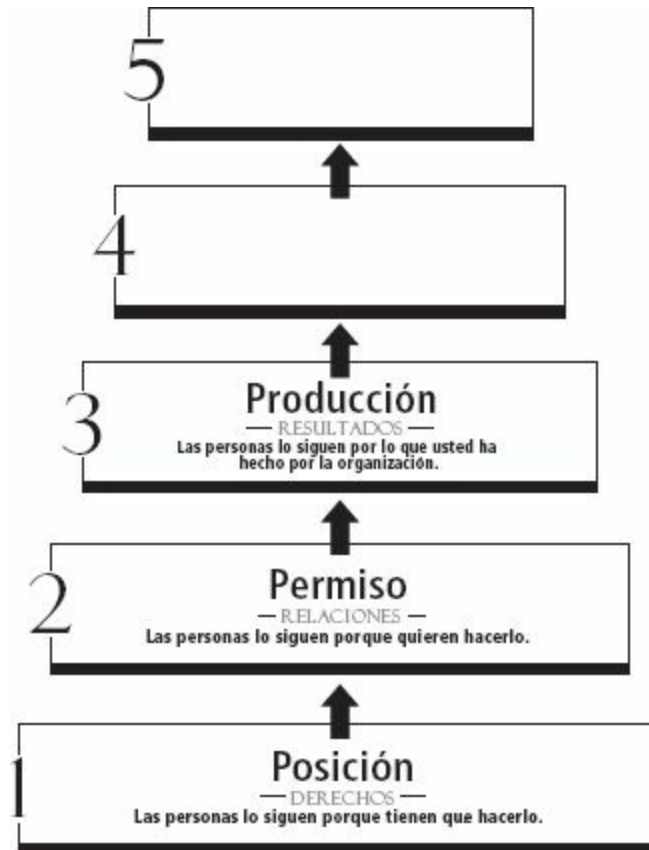 5
4
3
Producción
— RESULTADOS —
Las personas lo siguen por lo que usted ha
hecho por la organización.
2
Permiso
— RELACIONES —
Las personas lo siguen porque quieren hacerlo.
1
Posición
— DERECHOS —
Las personas lo siguen porque tienen que hacerlo.